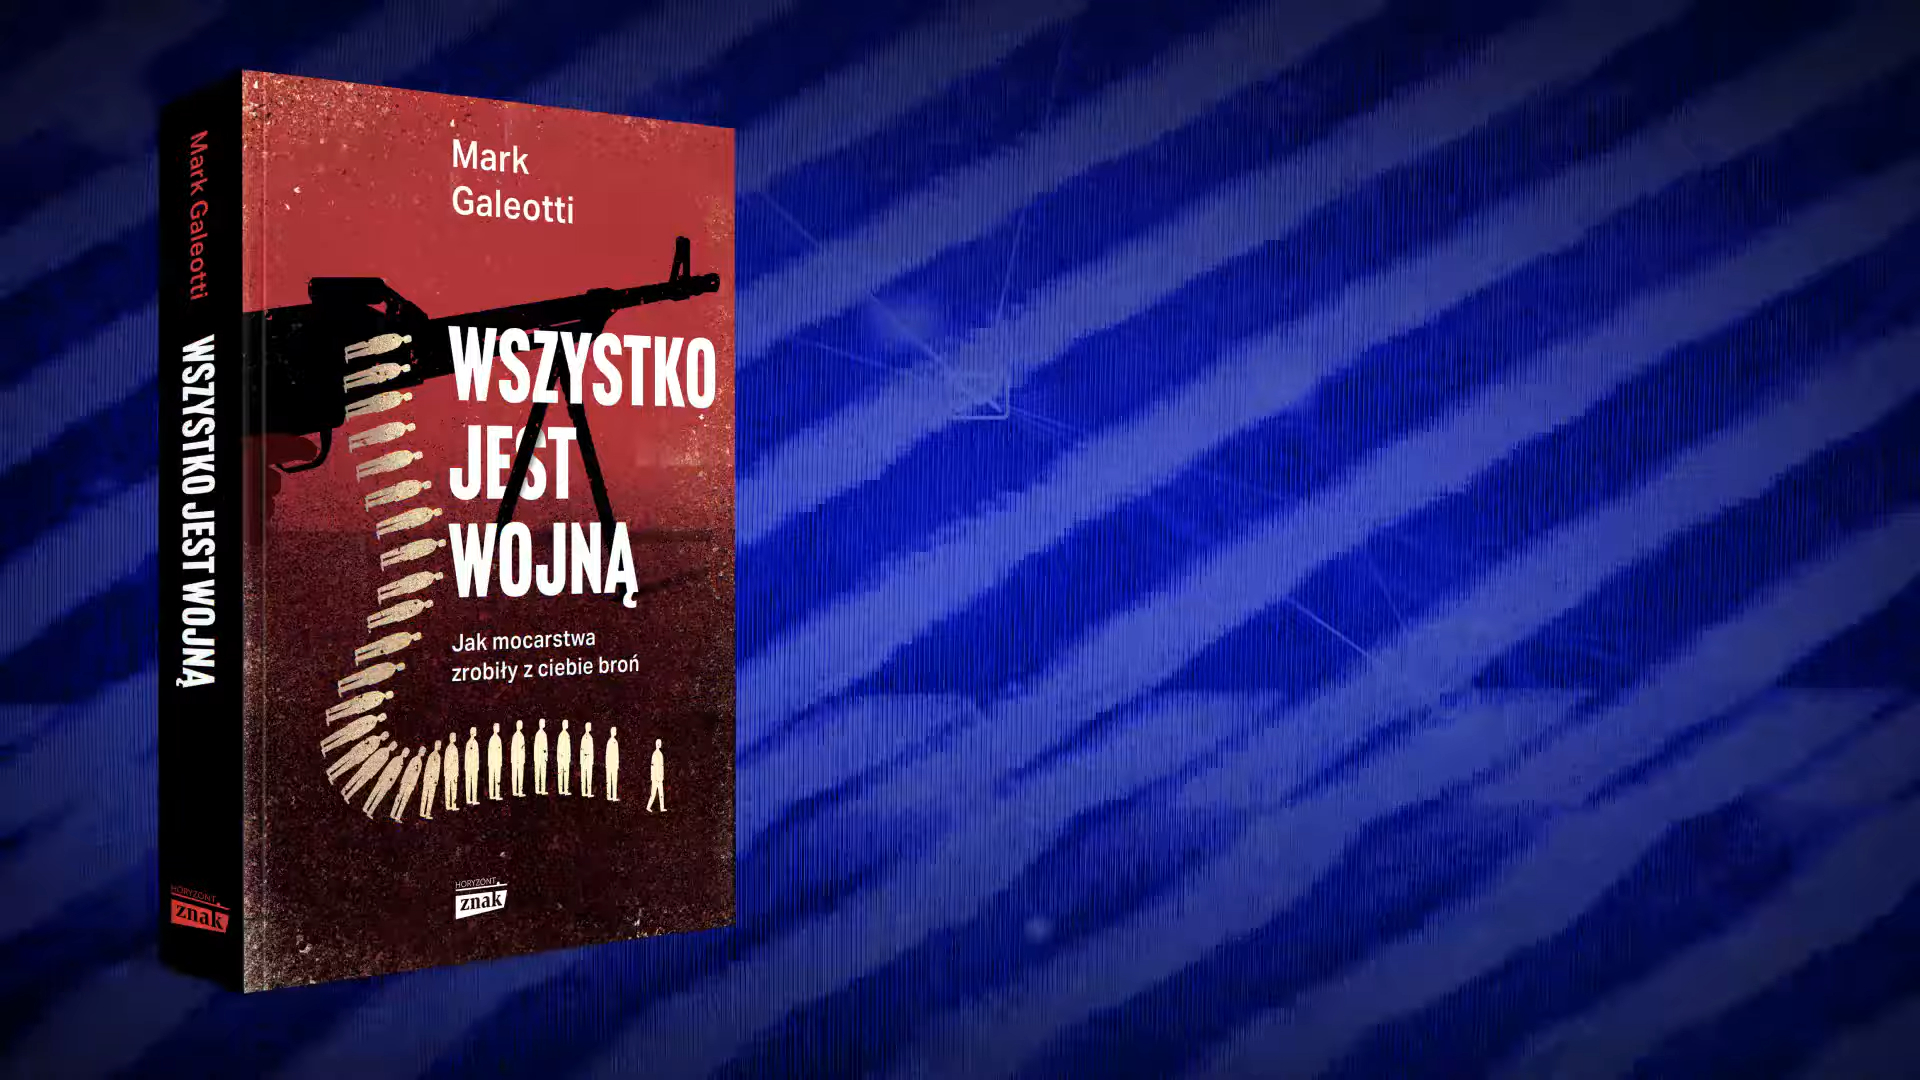 Mark Galeotti
WSZYSTKO JEST WOJNĄ
HORYZONT
znak
Mark
Galeotti
WSZYSTKO
JEST
WOJNĄ
Jak mocarstwa
zrobiły z ciebie broń
HORYZONT
znak